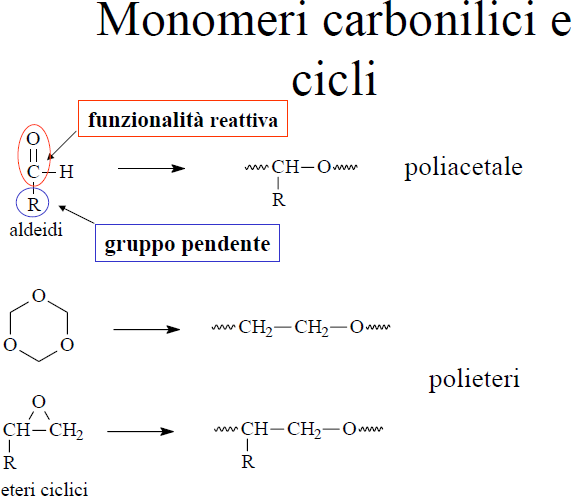 Monomeri carbonilici e
cicli
funzionalità reattiva
O
C H
R
aldeidi
CH O
R
poliacetale
gruppo pendente
O
O O
CH2 CH2 O
polieteri
O
CH CH2
R
CH CH2 O
R
eteri ciclici